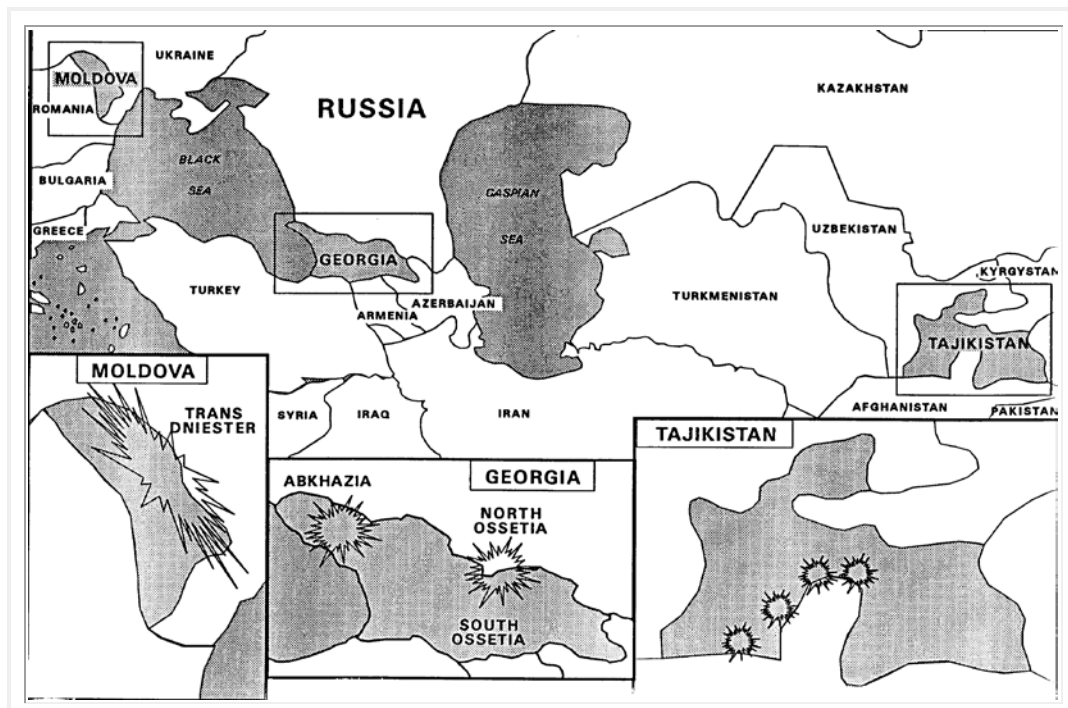 UKRAINE
MOLDOVA
ROMANIA
RUSSIA
KAZAKHSTAN
BLACK
SEA
BULGARIA
CASPIAN
SEA
GREECE
UZBEKISTAN
GEORGIA
KYRGYSTAN
TURKEY
AZERBAIJAN
ARMENIA
TURKMENISTAN
TAJIKISTAN
SYRIA
IRAQ
IRAN
AFGHANISTAN
PAKISTAN
MOLDOVA
TRANS
DNIESTER
GEORGIA
ABKHAZIA
NORTH
OSSETIA
SOUTH
OSSETIA
TAJIKISTAN